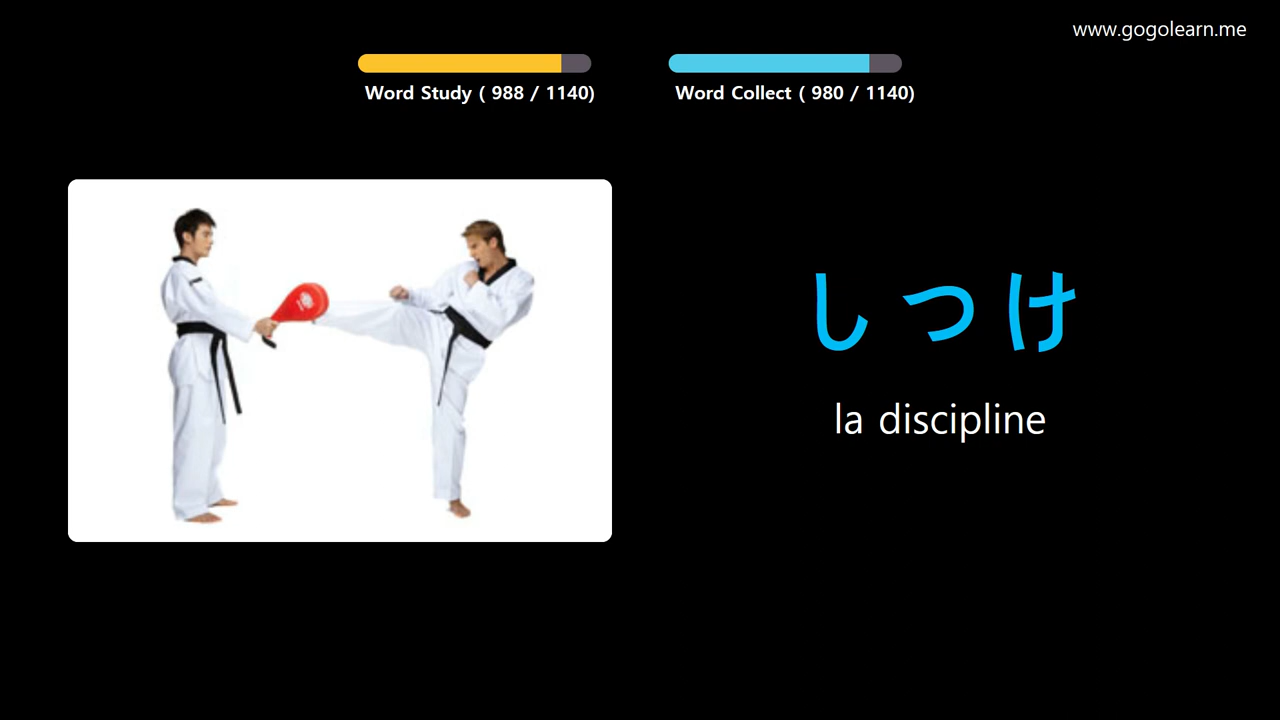 www.gogolearn.me
Word Study ( 988 / 1140)
Word Collect ( 980 / 1140)
しつけ
la discipline